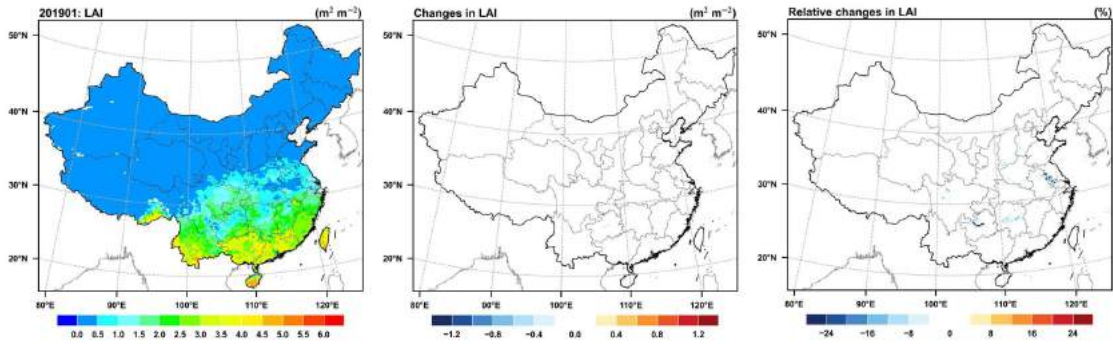 201901: LAI (m² m⁻²)
50°N
40°N
30°N
20°N
80°E 90°E 100°E 110°E 120°E
0.0 0.5 1.0 1.5 2.0 2.5 3.0 3.5 4.0 4.5 5.0 5.5 6.0
Changes in LAI (m² m⁻²)
50°N
40°N
30°N
20°N
80°E 90°E 100°E 110°E 120°E
−1.2 −0.8 −0.4 0.0 0.4 0.8 1.2
Relative changes in LAI (%)
50°N
40°N
30°N
20°N
80°E 90°E 100°E 110°E 120°E
−24 −16 −8 0 8 16 24